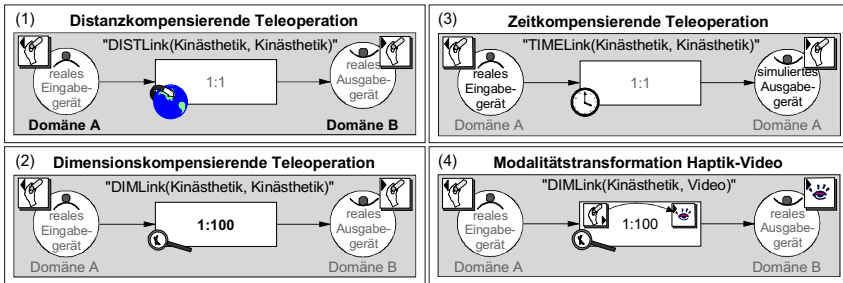 (1) Distanzkompensierende Teleoperation
"DISTLink(Kinästhetik, Kinästhetik)"
reales
Eingabe-
gerät
1:1
reales
Ausgabe-
gerät
Domäne A
Domäne B
(2) Dimensionskompensierende Teleoperation
"DIMLink(Kinästhetik, Kinästhetik)"
reales
Eingabe-
gerät
1:100
reales
Ausgabe-
gerät
Domäne A
Domäne B
(3) Zeitkompensierende Teleoperation
"TIMELink(Kinästhetik, Kinästhetik)"
reales
Eingabe-
gerät
1:1
simuliertes
Ausgabe-
gerät
Domäne A
Domäne B
(4) Modalitätstransformation Haptik-Video
"DIMLink(Kinästhetik, Video)"
reales
Eingabe-
gerät
1:100
reales
Ausgabe-
gerät
Domäne A
Domäne B